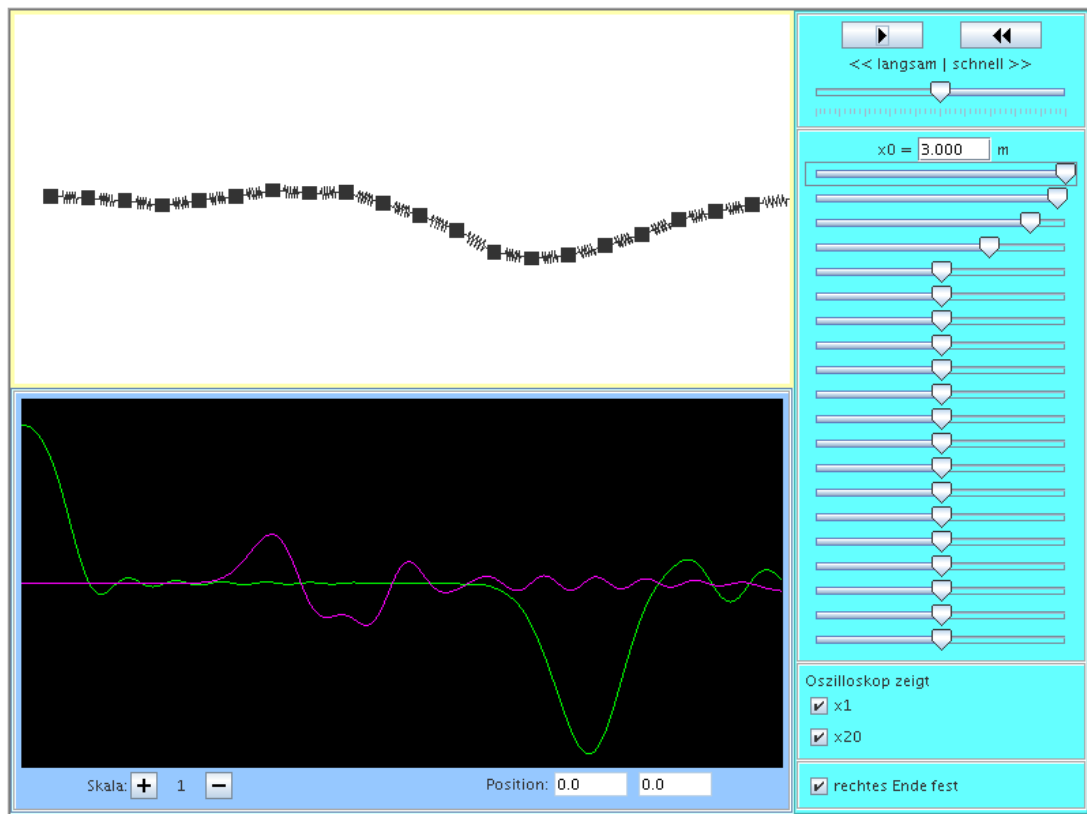 << langsam | schnell >>
x0 = 3.000 m
Oszilloskop zeigt
x1
x20
Skala: + 1 − Position: 0.0 0.0
rechtes Ende fest